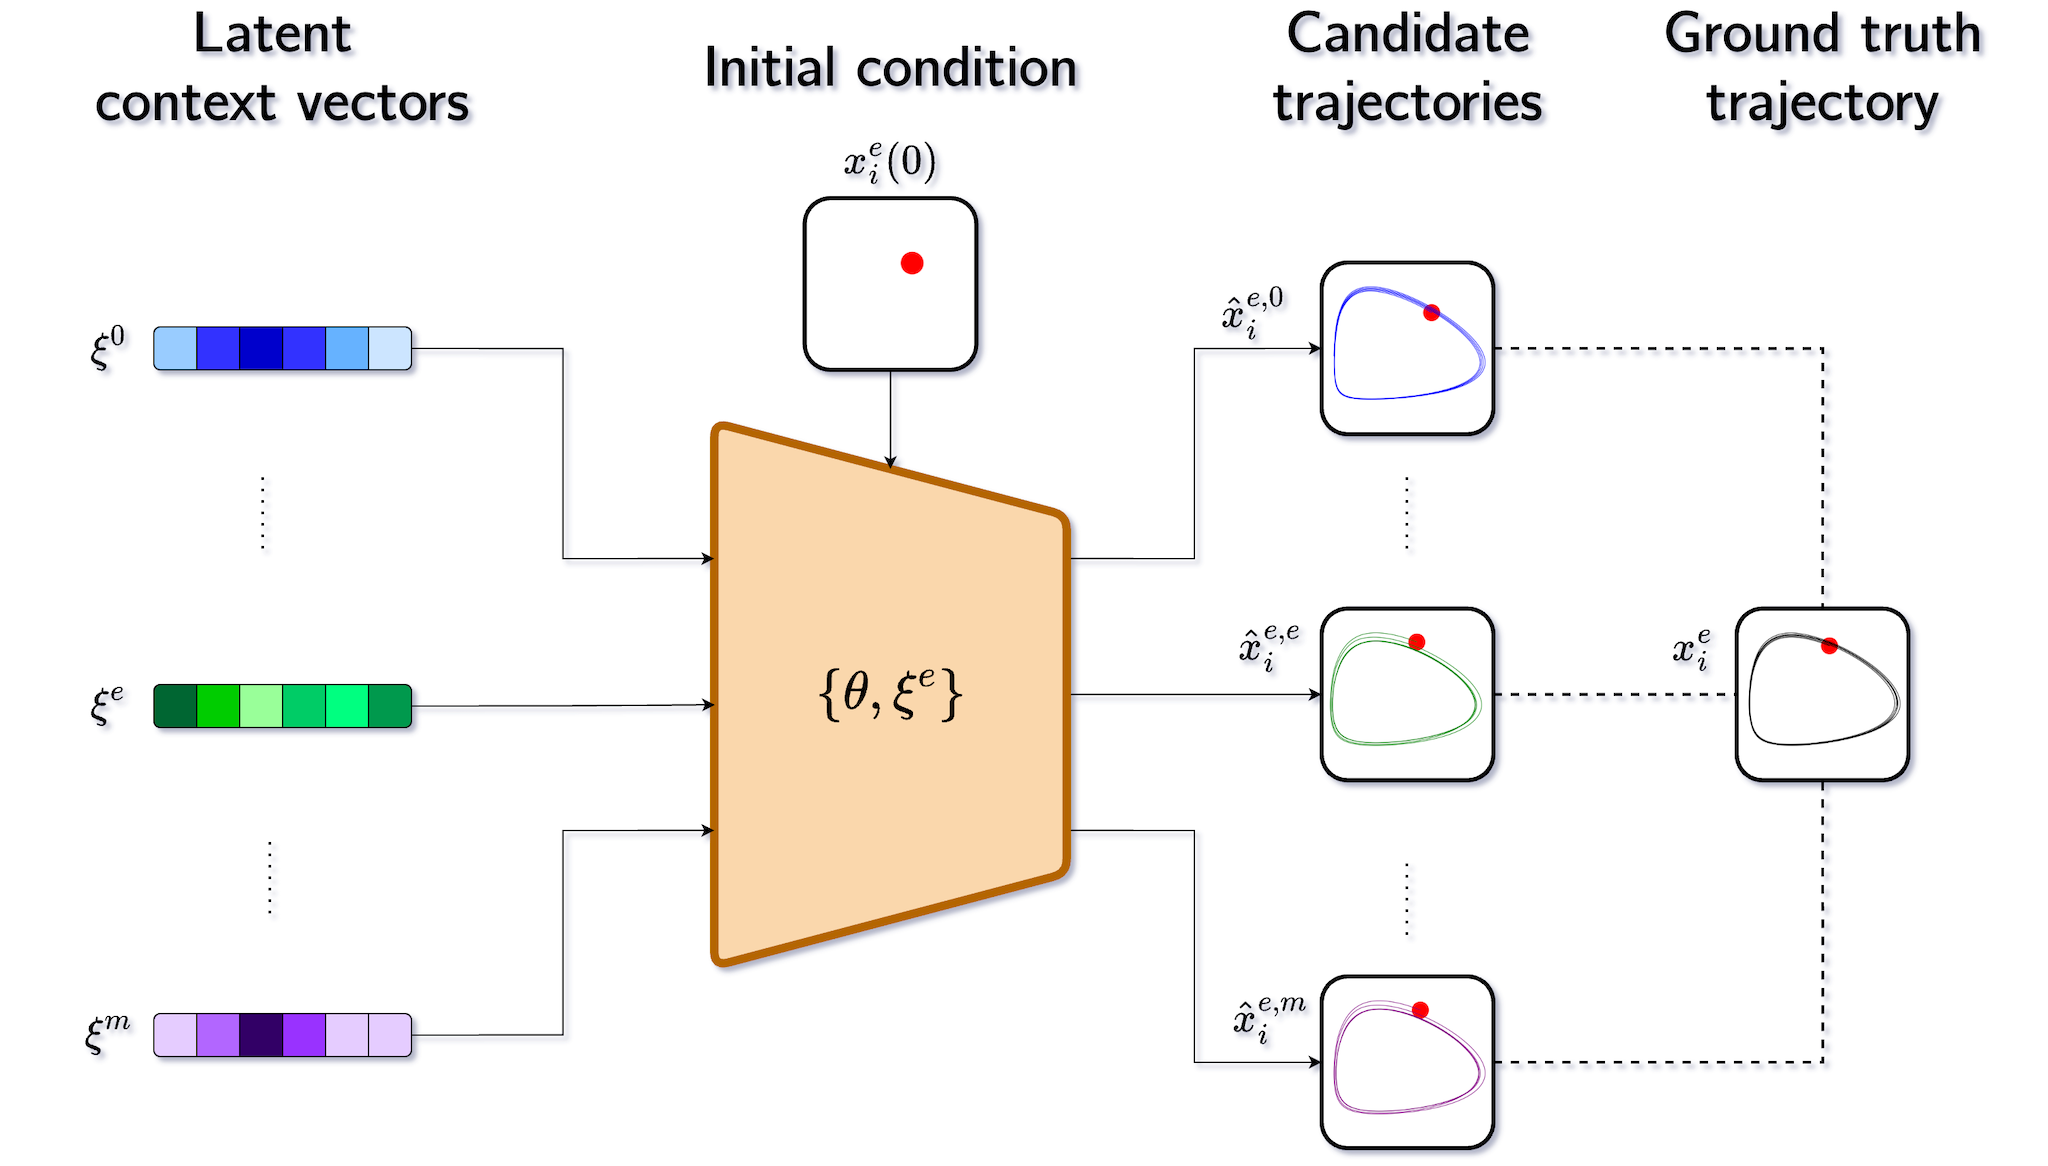 Latent
context vectors
Initial condition
Candidate
trajectories
Ground truth
trajectory
$x_i^e(0)$
$\xi^0$
$\hat{x}_i^{e,0}$
$\xi^e$
$\{\theta, \xi^e\}$
$\hat{x}_i^{e,e}$
$x_i^e$
$\xi^m$
$\hat{x}_i^{e,m}$